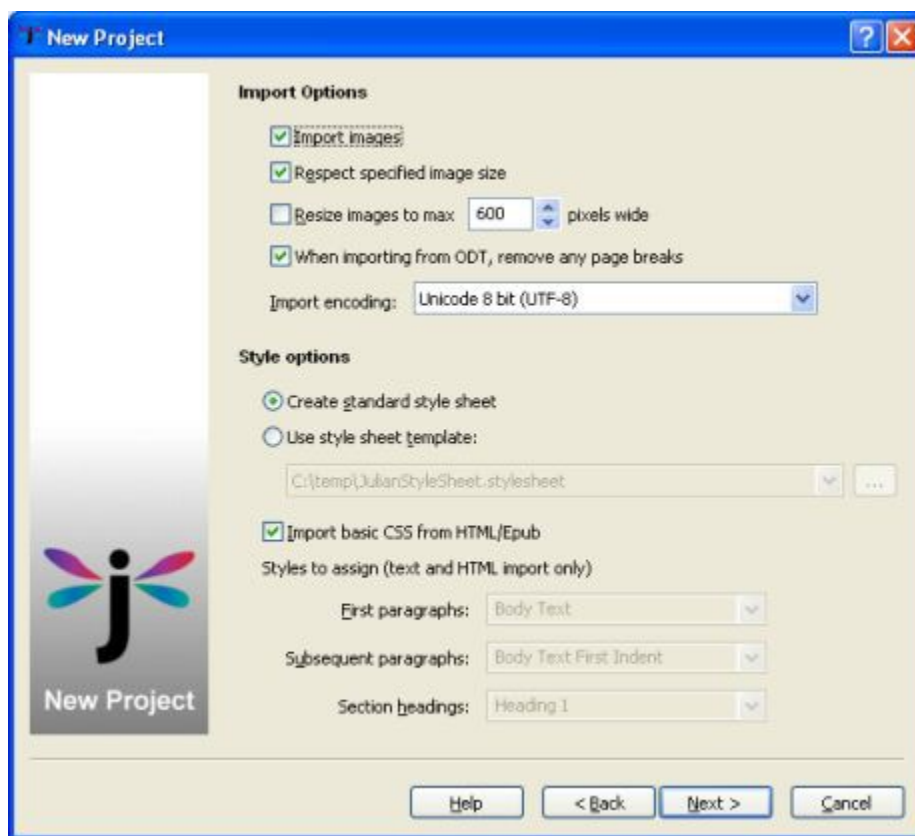 New Project
Import Options
Import images
Respect specified image size
Resize images to max 600 pixels wide
When importing from ODT, remove any page breaks
Import encoding: Unicode 8 bit (UTF-8)
Style options
Create standard style sheet
Use style sheet template:
C:\temp\JulianStyleSheet.stylesheet ...
Import basic CSS from HTML/Epub
Styles to assign (text and HTML import only)
First paragraphs: Body Text
Subsequent paragraphs: Body Text First Indent
Section headings: Heading 1
j
New Project
Help < Back Next > Cancel